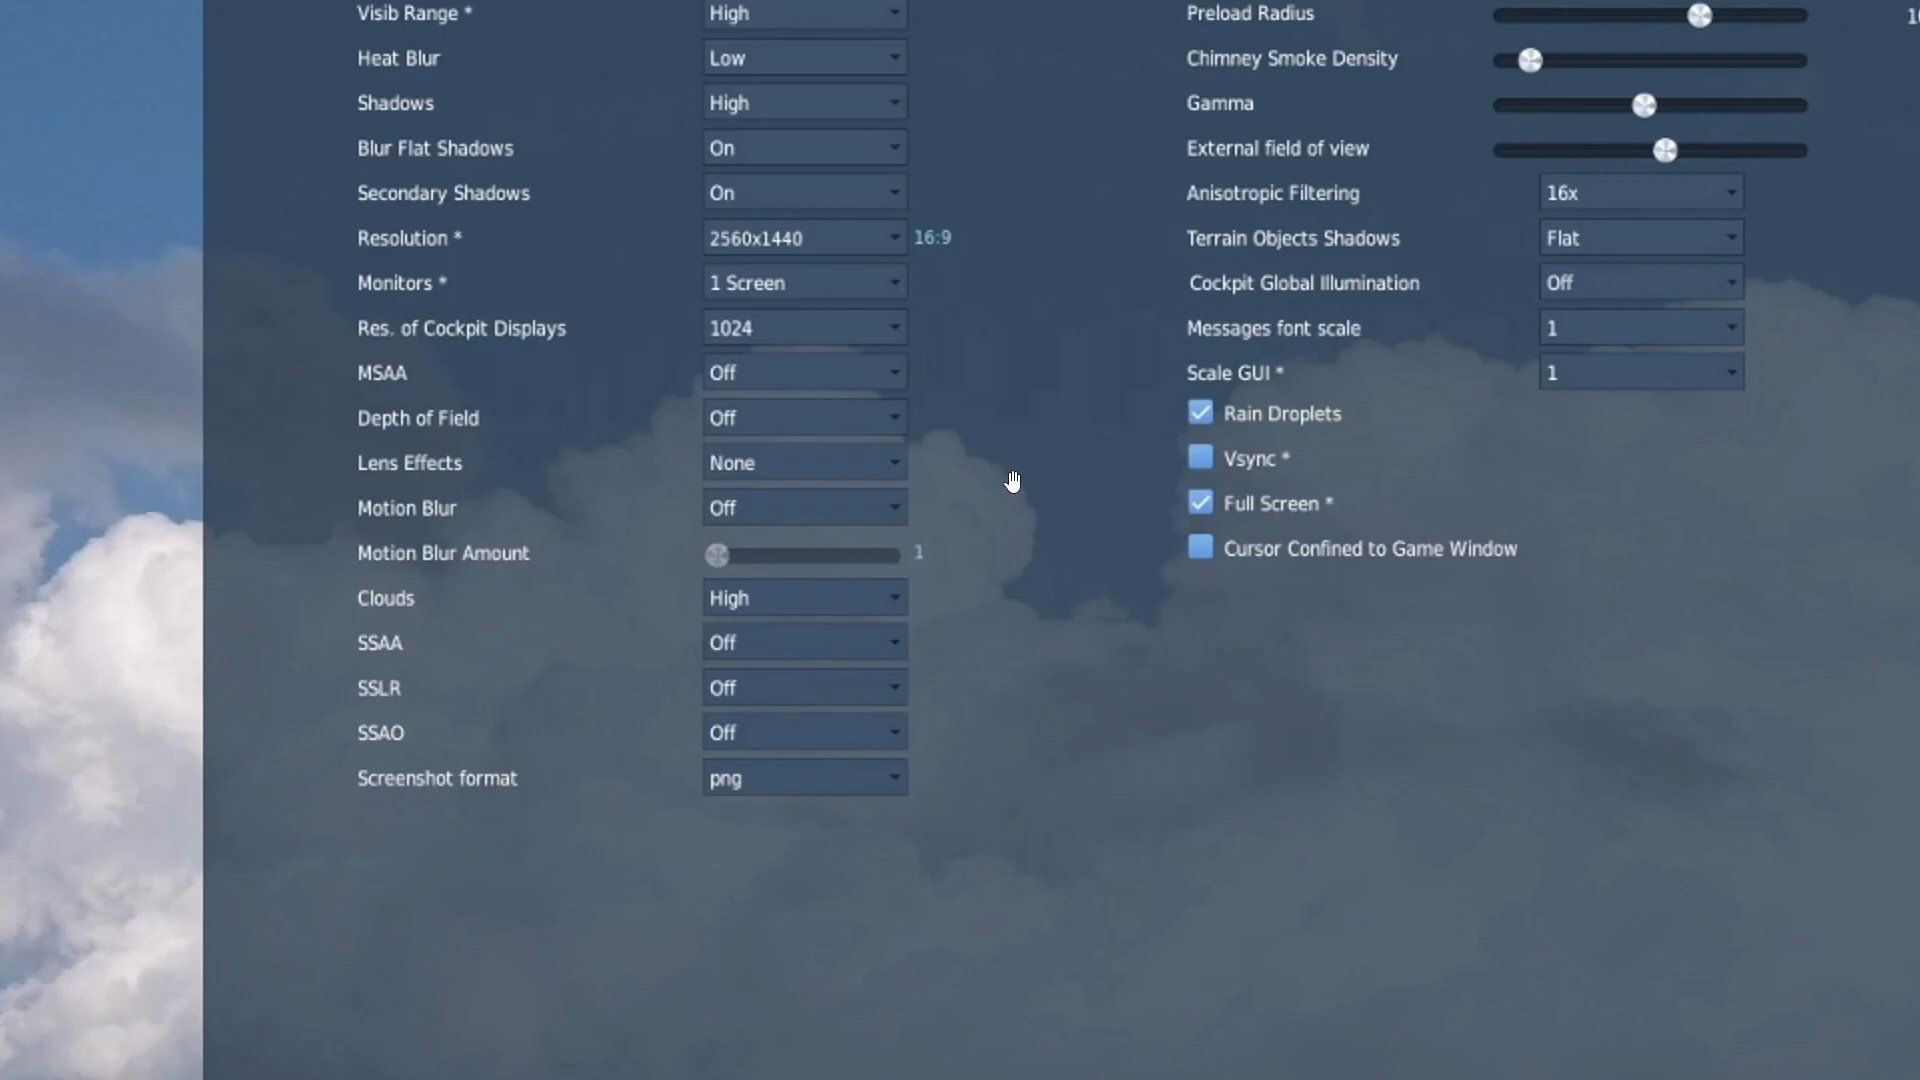 Visib Range * High
Heat Blur Low
Shadows High
Blur Flat Shadows On
Secondary Shadows On
Resolution * 2560x1440 16:9
Monitors * 1 Screen
Res. of Cockpit Displays 1024
MSAA Off
Depth of Field Off
Lens Effects None
Motion Blur Off
Motion Blur Amount 1
Clouds High
SSAA Off
SSLR Off
SSAO Off
Screenshot format png
Preload Radius
Chimney Smoke Density
Gamma
External field of view
Anisotropic Filtering 16x
Terrain Objects Shadows Flat
Cockpit Global Illumination Off
Messages font scale 1
Scale GUI * 1
Rain Droplets
Vsync *
Full Screen *
Cursor Confined to Game Window